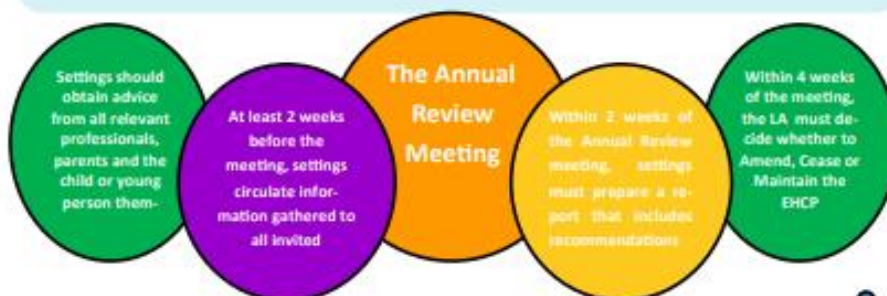 Settings should
obtain advice
from all relevant
professionals,
parents and the
child or young
person them-
At least 2 weeks
before the
meeting, settings
circulate infor-
mation gathered to
all invited
The Annual
Review
Meeting
Within 2 weeks of
the Annual Review
meeting, settings
must prepare a re-
port that includes
recommendations
Within 4 weeks
of the meeting,
the LA must de-
cide whether to
Amend, Cease or
Maintain the
EHCP